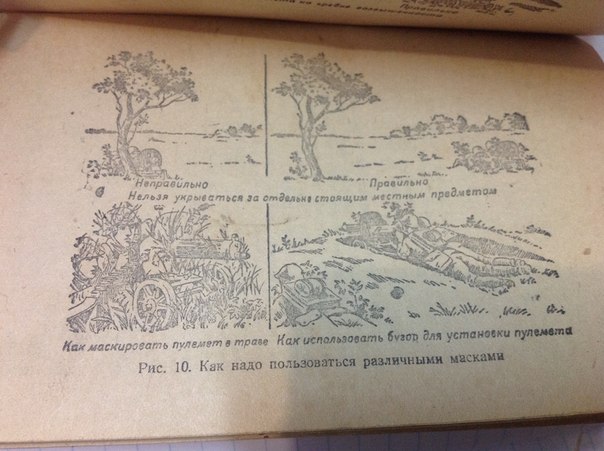 Правильно
Неправильно Правильно
Нельзя укрываться за отдельно стоящим местным предметом
Как маскировать пулемет в траве Как использовать бугор для установки пулемета
Рис. 10. Как надо пользоваться различными масками